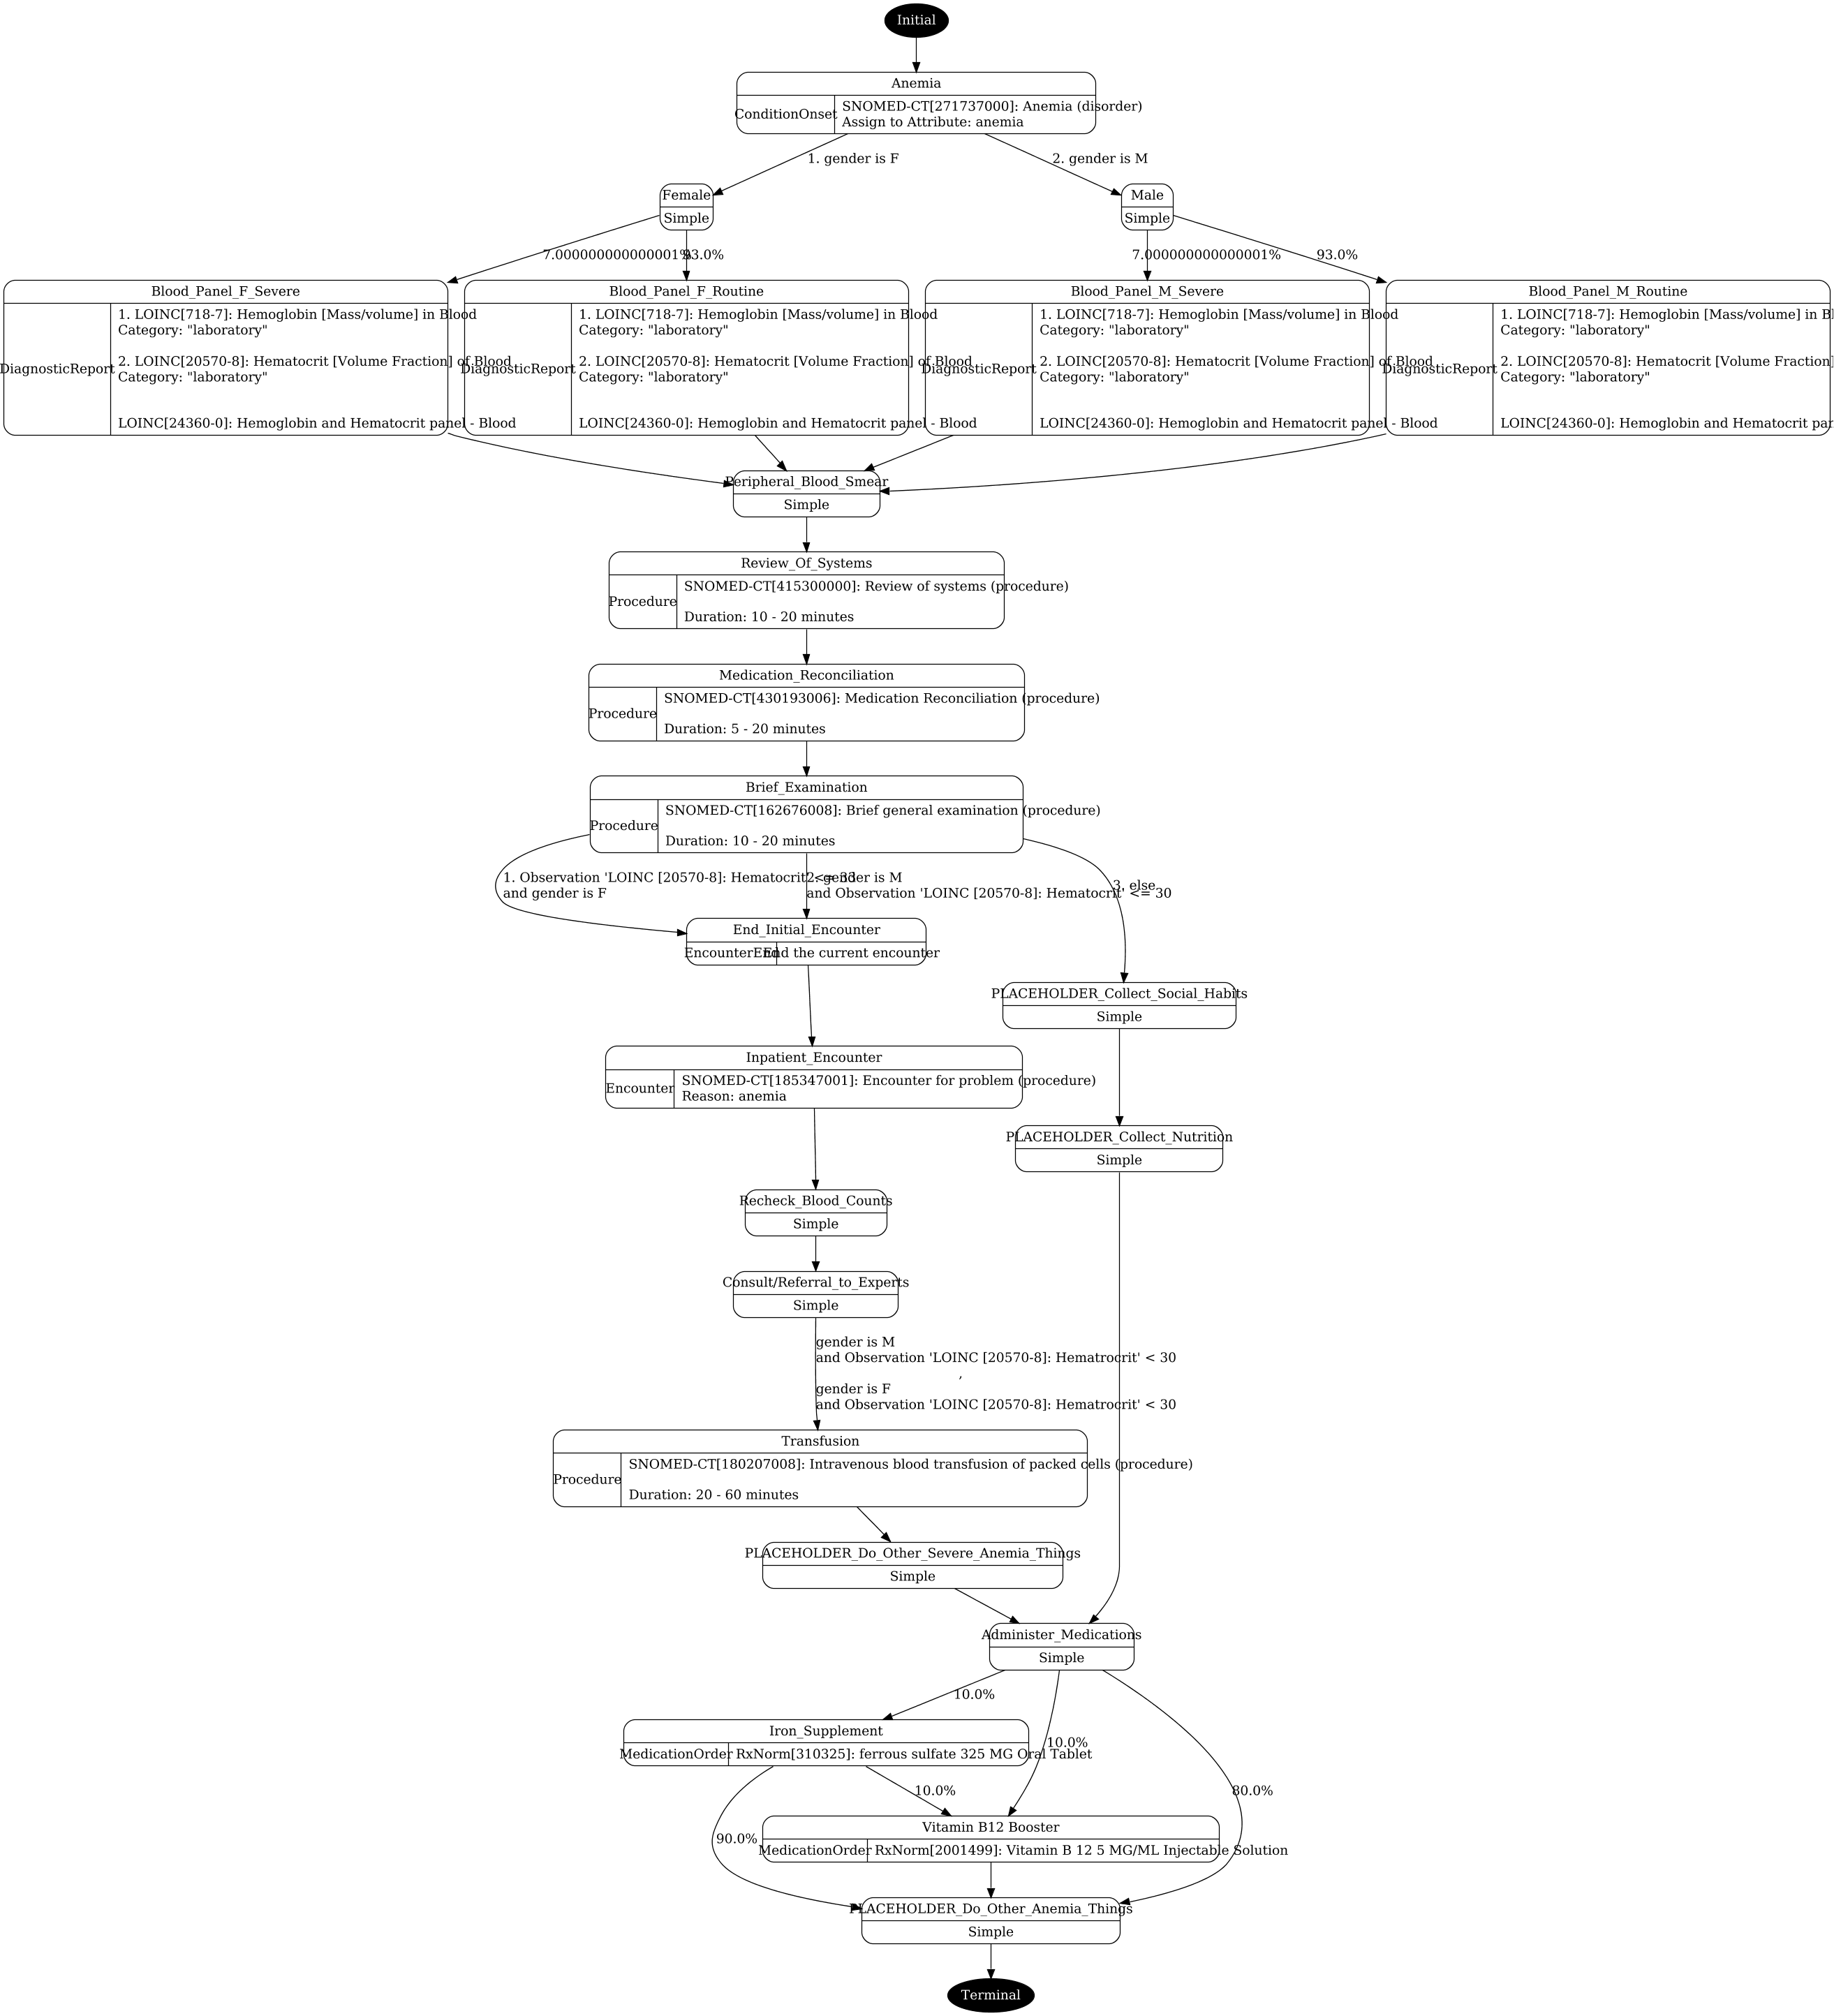 Initial
Anemia
ConditionOnset
SNOMED-CT[271737000]: Anemia (disorder)
Assign to Attribute: anemia
1. gender is F
2. gender is M
Female
Simple
Male
Simple
7.000000000000001%
93.0%
7.000000000000001%
93.0%
Blood_Panel_F_Severe
DiagnosticReport
1. LOINC[718-7]: Hemoglobin [Mass/volume] in Blood
Category: "laboratory"
2. LOINC[20570-8]: Hematocrit [Volume Fraction] of Blood
Category: "laboratory"
LOINC[24360-0]: Hemoglobin and Hematocrit panel - Blood
Blood_Panel_F_Routine
DiagnosticReport
1. LOINC[718-7]: Hemoglobin [Mass/volume] in Blood
Category: "laboratory"
2. LOINC[20570-8]: Hematocrit [Volume Fraction] of Blood
Category: "laboratory"
LOINC[24360-0]: Hemoglobin and Hematocrit panel - Blood
Blood_Panel_M_Severe
DiagnosticReport
1. LOINC[718-7]: Hemoglobin [Mass/volume] in Blood
Category: "laboratory"
2. LOINC[20570-8]: Hematocrit [Volume Fraction] of Blood
Category: "laboratory"
LOINC[24360-0]: Hemoglobin and Hematocrit panel - Blood
Blood_Panel_M_Routine
DiagnosticReport
1. LOINC[718-7]: Hemoglobin [Mass/volume] in
Category: "laboratory"
2. LOINC[20570-8]: Hematocrit [Volume Fraction]
Category: "laboratory"
LOINC[24360-0]: Hemoglobin and Hematocrit
Peripheral_Blood_Smear
Simple
Review_Of_Systems
Procedure
SNOMED-CT[415300000]: Review of systems (procedure)
Duration: 10 - 20 minutes
Medication_Reconciliation
Procedure
SNOMED-CT[430193006]: Medication Reconciliation (procedure)
Duration: 5 - 20 minutes
Brief_Examination
Procedure
SNOMED-CT[162676008]: Brief general examination (procedure)
Duration: 10 - 20 minutes
1. Observation 'LOINC [20570-8]: Hematocrit' <= 33
and gender is F
2. gender is M
and Observation 'LOINC [20570-8]: Hematocrit' <= 30
3. else
End_Initial_Encounter
EncounterEnd
End the current encounter
PLACEHOLDER_Collect_Social_Habits
Simple
Inpatient_Encounter
Encounter
SNOMED-CT[185347001]: Encounter for problem (procedure)
Reason: anemia
PLACEHOLDER_Collect_Nutrition
Simple
Recheck_Blood_Counts
Simple
Consult/Referral_to_Experts
Simple
gender is M
and Observation 'LOINC [20570-8]: Hematrocrit' < 30
,
gender is F
and Observation 'LOINC [20570-8]: Hematrocrit' < 30
Transfusion
Procedure
SNOMED-CT[180207008]: Intravenous blood transfusion of packed cells (procedure)
Duration: 20 - 60 minutes
PLACEHOLDER_Do_Other_Severe_Anemia_Things
Simple
Administer_Medications
Simple
10.0%
10.0%
80.0%
Iron_Supplement
MedicationOrder
RxNorm[310325]: ferrous sulfate 325 MG Oral Tablet
10.0%
90.0%
Vitamin B12 Booster
MedicationOrder
RxNorm[2001499]: Vitamin B 12 5 MG/ML Injectable Solution
PLACEHOLDER_Do_Other_Anemia_Things
Simple
Terminal